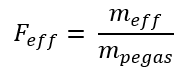 F_eff = m_eff / m_pegas